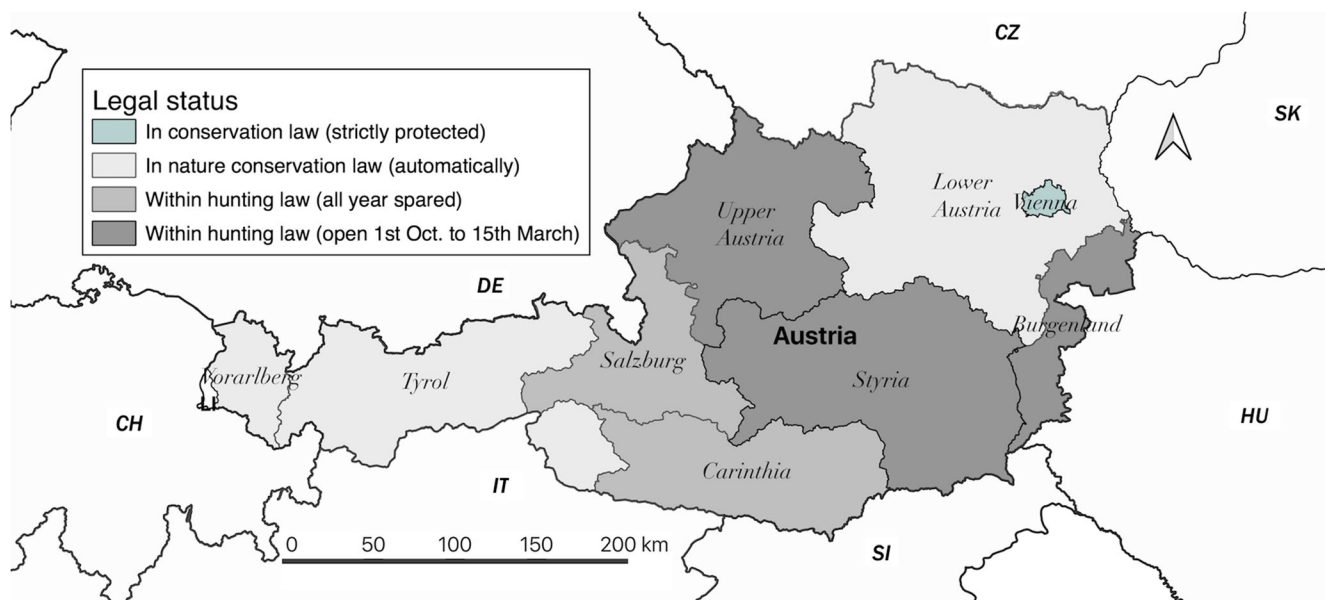 CZ
Legal status
In conservation law (strictly protected)
SK
In nature conservation law (automatically)
Within hunting law (all year spared)
Within hunting law (open 1st Oct. to 15th March)
Lower
Austria
Vienna
Upper
Austria
DE
Burgenland
Austria
Salzburg
Vorarlberg
Tyrol
Styria
LI
CH
HU
Carinthia
IT
0 50 100 150 200 km
SI